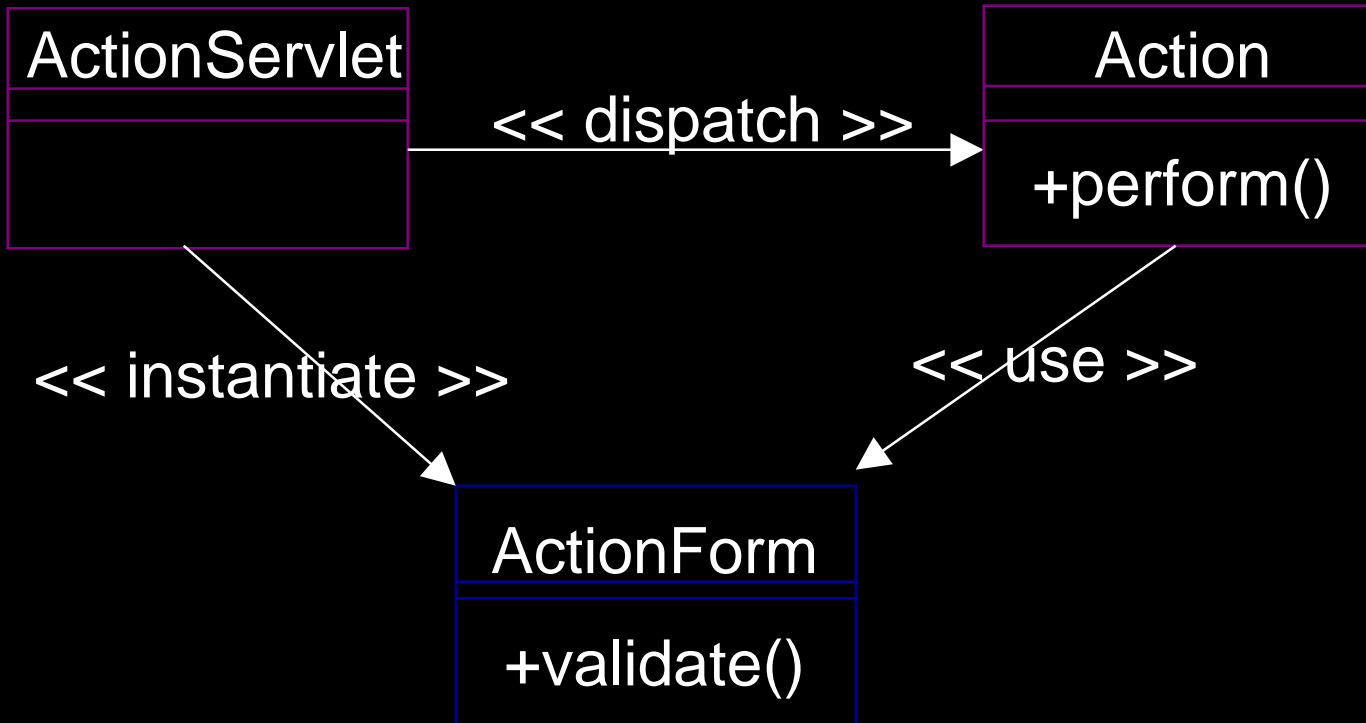 ActionServlet
Action
<< dispatch >>
+perform()
<< instantiate >>
<< use >>
ActionForm
+validate()